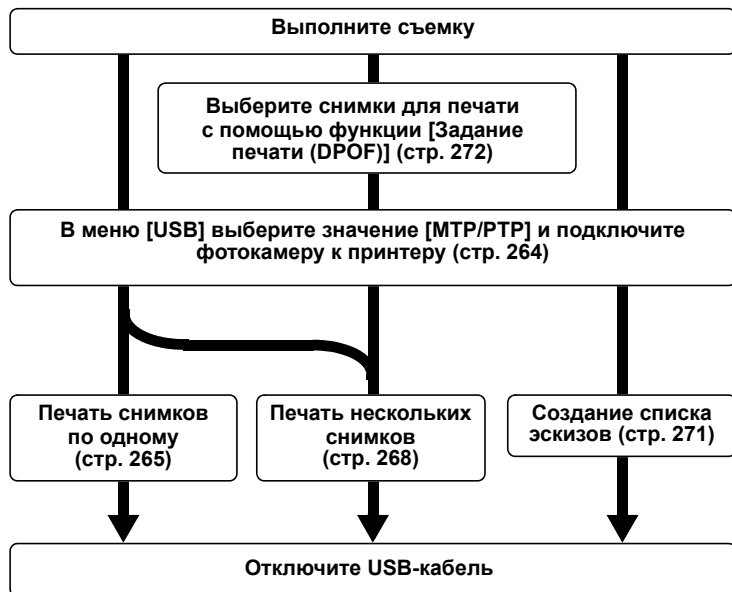 Выполните съемку
Выберите снимки для печати
с помощью функции [Задание
печати (DPOF)] (стр. 272)
В меню [USB] выберите значение [MTP/PTP] и подключите
фотокамеру к принтеру (стр. 264)
Печать снимков
по одному
(стр. 265)
Печать нескольких
снимков
(стр. 268)
Создание списка
эскизов (стр. 271)
Отключите USB-кабель